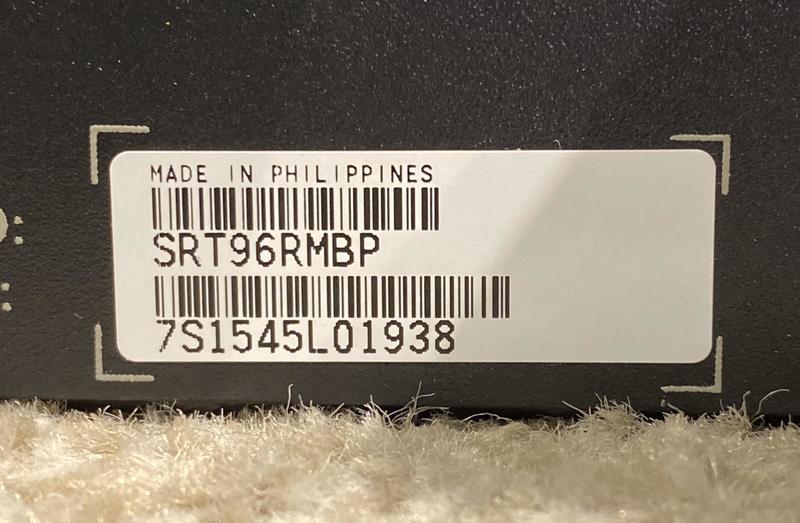 MADE IN PHILIPPINES
SRT96RMBP
7S1545L01938